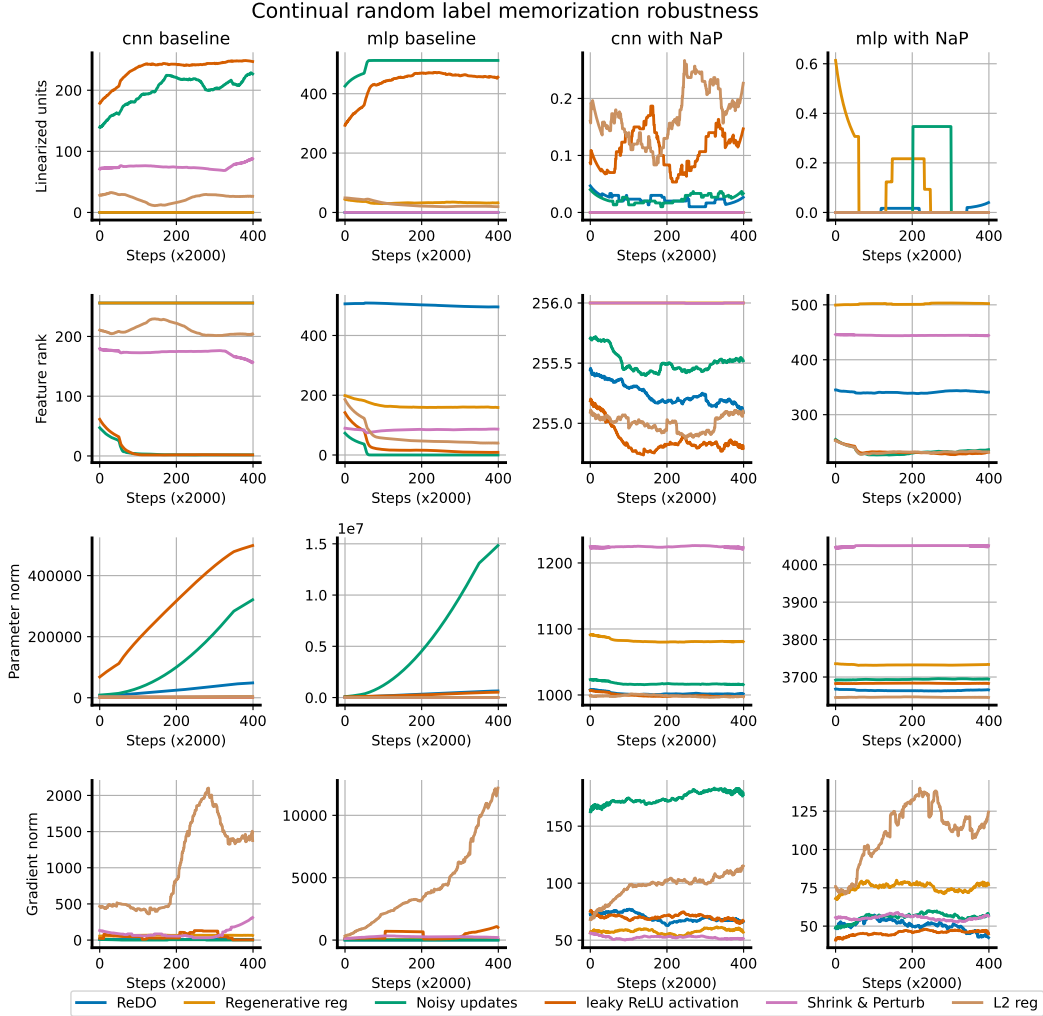 Continual random label memorization robustness
cnn baseline
mlp baseline
cnn with NaP
mlp with NaP
Linearized units
0
100
200
0
200
400
0.0
0.1
0.2
0.0
0.2
0.4
0.6
0 200 400
0 200 400
0 200 400
0 200 400
Steps (x2000)
Steps (x2000)
Steps (x2000)
Steps (x2000)
Feature rank
0
100
200
0
200
400
255.0
255.5
256.0
300
400
500
0 200 400
0 200 400
0 200 400
0 200 400
Steps (x2000)
Steps (x2000)
Steps (x2000)
Steps (x2000)
Parameter norm
0
200000
400000
1e7
0.0
0.5
1.0
1.5
1000
1100
1200
3700
3800
3900
4000
0 200 400
0 200 400
0 200 400
0 200 400
Steps (x2000)
Steps (x2000)
Steps (x2000)
Steps (x2000)
Gradient norm
0
500
1000
1500
2000
0
5000
10000
50
100
150
50
75
100
125
0 200 400
0 200 400
0 200 400
0 200 400
Steps (x2000)
Steps (x2000)
Steps (x2000)
Steps (x2000)
ReDO Regenerative reg Noisy updates leaky ReLU activation Shrink & Perturb L2 reg